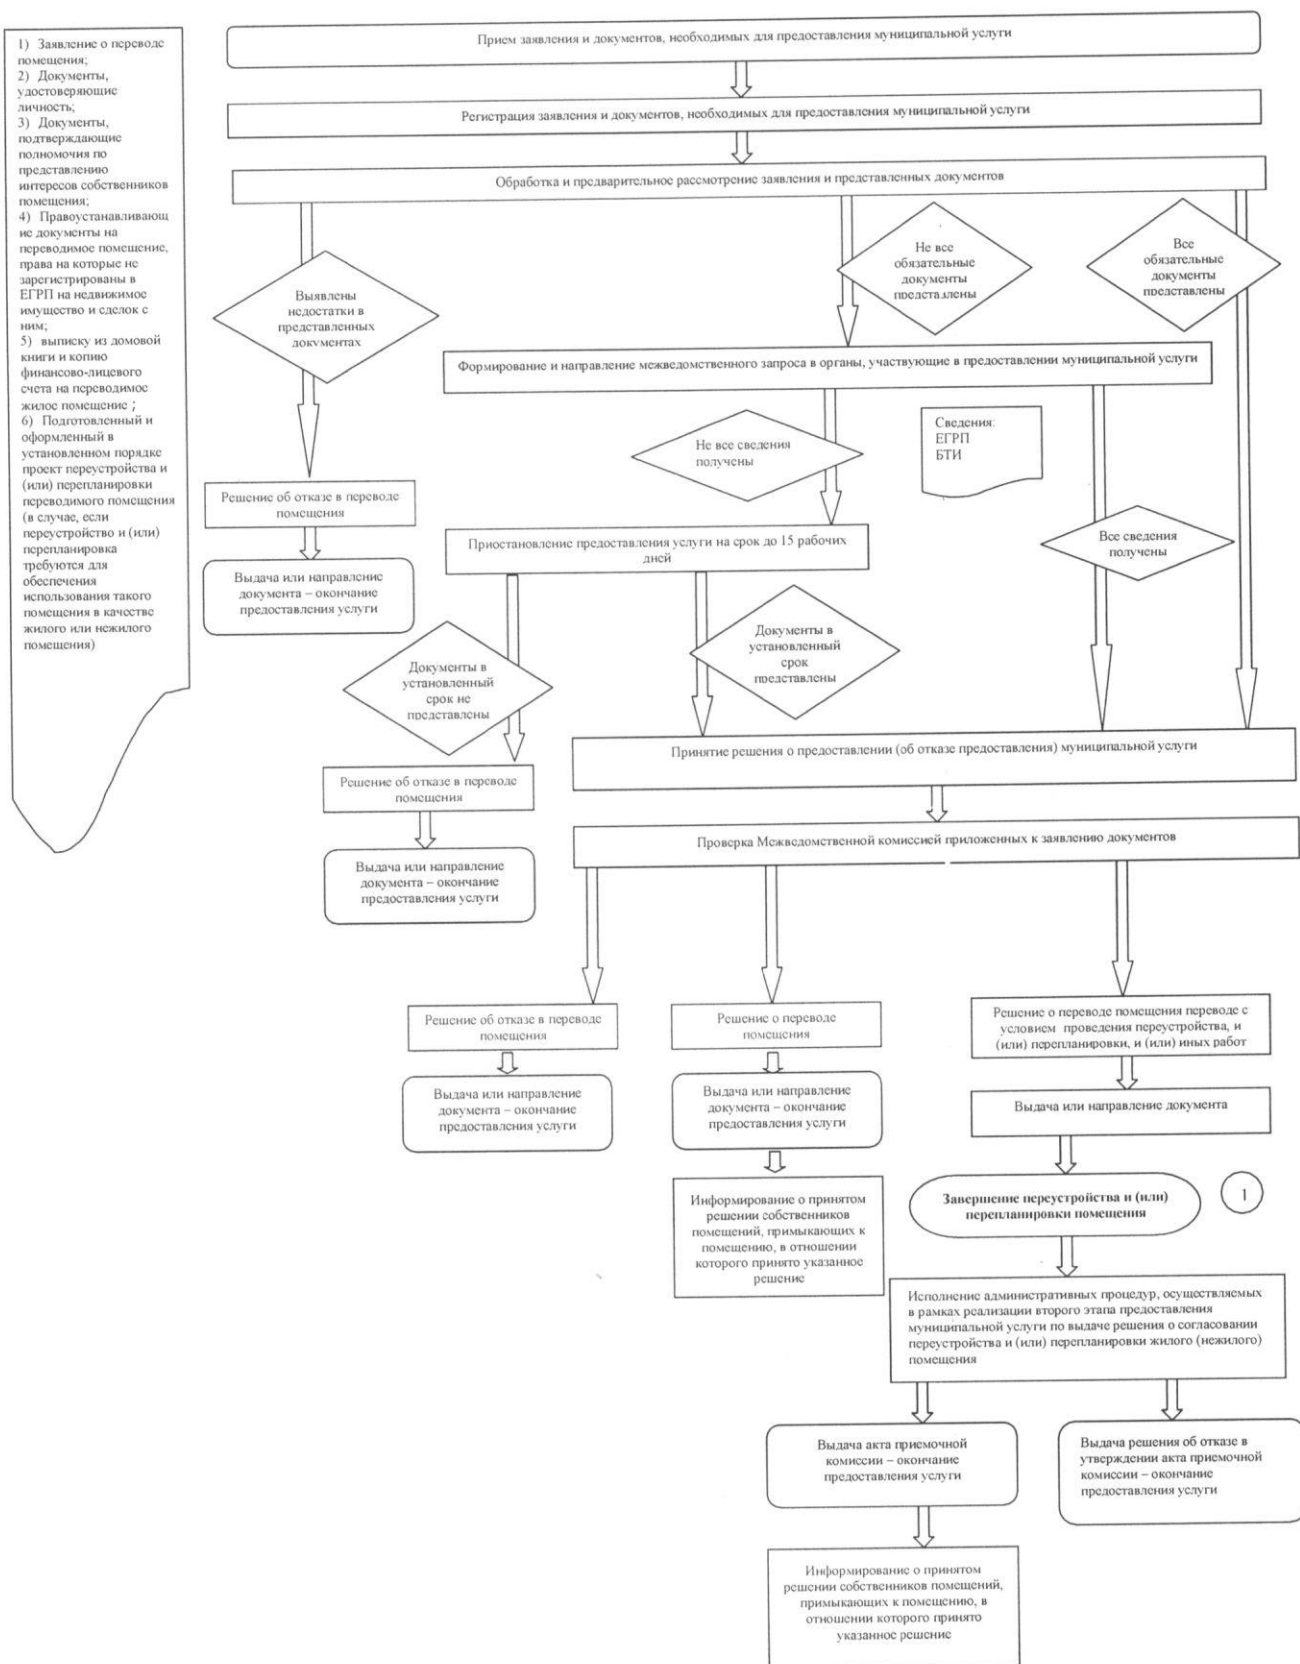 1) Заявление о переводе
помещения;
2) Документы,
удостоверяющие
личность;
3) Документы,
подтверждающие
полномочия по
представлению
интересов собственников
помещения;
4) Правоустанавливающ
ие документы на
переводимое помещение,
права на которые не
зарегистрированы в
ЕГРП на недвижимое
имущество и сделок с
ним;
5) выписку из домовой
книги и копию
финансово-лицевого
счета на переводимое
жилое помещение ;
6) Подготовленный и
оформленный в
установленном порядке
проект переустройства и
(или) перепланировки
переводимого помещения
(в случае, если
переустройство и (или)
перепланировка
требуются для
обеспечения
использования такого
помещения в качестве
жилого или нежилого
помещения)
Прием заявления и документов, необходимых для предоставления муниципальной услуги
Регистрация заявления и документов, необходимых для предоставления муниципальной услуги
Обработка и предварительное рассмотрение заявления и представленных документов
Выявлены
недостатки в
представленных
документах
Не все
обязательные
документы
представлены
Все
обязательные
документы
представлены
Формирование и направление межведомственного запроса в органы, участвующие в предоставлении муниципальной услуги
Не все сведения
получены
Сведения:
ЕГРП
БТИ
Решение об отказе в переводе
помещения
Приостановление предоставления услуги на срок до 15 рабочих
дней
Все сведения
получены
Выдача или направление
документа – окончание
предоставления услуги
Документы в
установленный
срок не
представлены
Документы в
установленный
срок
представлены
Принятие решения о предоставлении (об отказе предоставления) муниципальной услуги
Решение об отказе в переводе
помещения
Проверка Межведомственной комиссией приложенных к заявлению документов
Выдача или направление
документа – окончание
предоставления услуги
Решение об отказе в переводе
помещения
Решение о переводе
помещения
Решение о переводе помещения переводе с
условием проведения переустройства, и
(или) перепланировки, и (или) иных работ
Выдача или направление
документа – окончание
предоставления услуги
Выдача или направление
документа – окончание
предоставления услуги
Выдача или направление документа
Информирование о принятом
решении собственников
помещений, примыкающих к
помещению, в отношении
которого принято указанное
решение
Завершение переустройства и (или)
перепланировки помещения
1
Исполнение административных процедур, осуществляемых
в рамках реализации второго этапа предоставления
муниципальной услуги по выдаче решения о согласовании
переустройства и (или) перепланировки жилого (нежилого)
помещения
Выдача акта приемочной
комиссии – окончание
предоставления услуги
Выдача решения об отказе в
утверждении акта приемочной
комиссии – окончание
предоставления услуги
Информирование о принятом
решении собственников помещений,
примыкающих к помещению, в
отношении которого принято
указанное решение